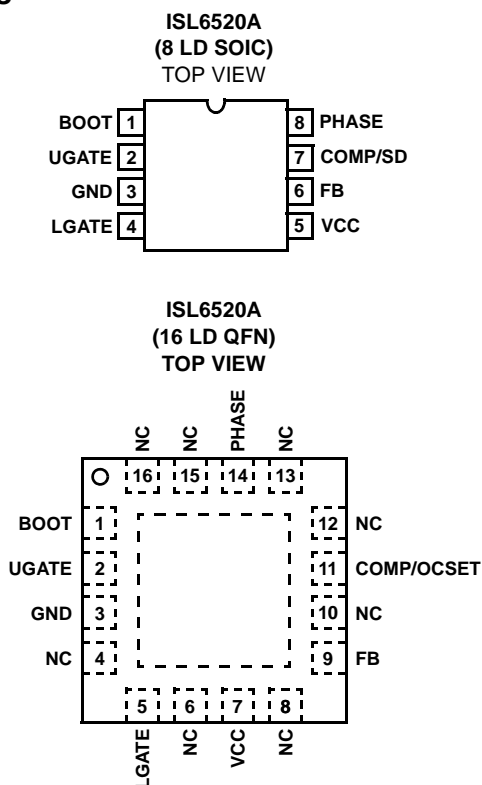 ISL6520A
(8 LD SOIC)
TOP VIEW
BOOT 1 8 PHASE
UGATE 2 7 COMP/SD
GND 3 6 FB
LGATE 4 5 VCC
ISL6520A
(16 LD QFN)
TOP VIEW
NC NC PHASE NC
16 15 14 13
BOOT 1 12 NC
UGATE 2 11 COMP/OCSET
GND 3 10 NC
NC 4 9 FB
5 6 7 8
LGATE NC VCC NC